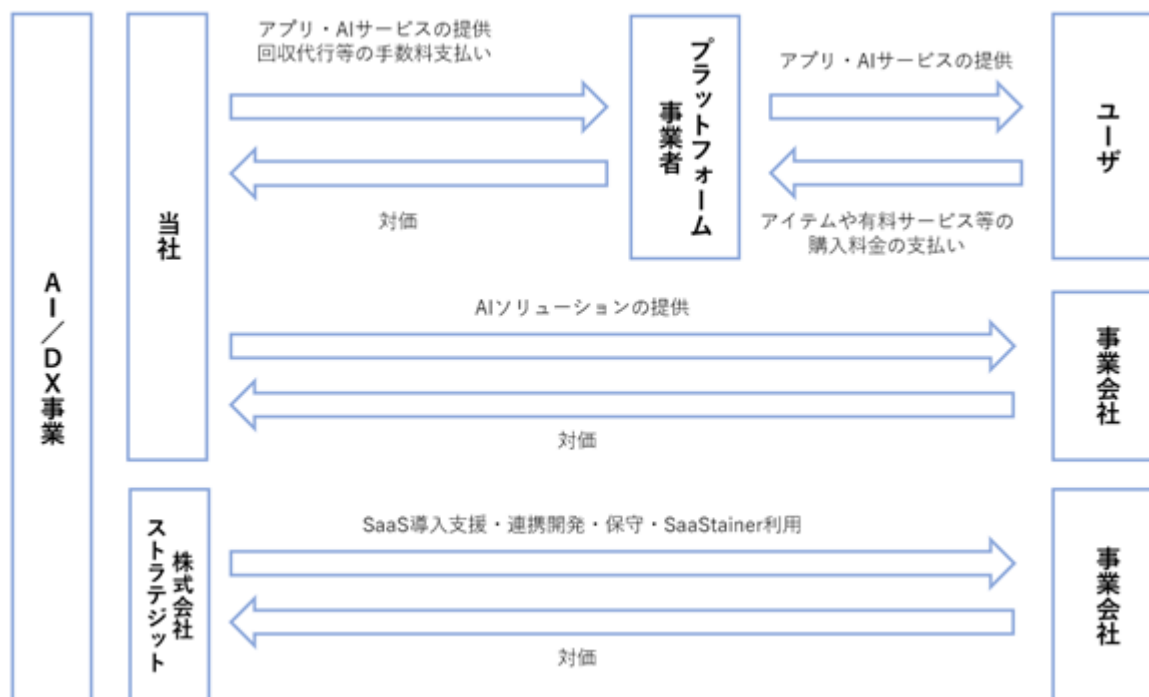 AI／DX事業
当社
アプリ・AIサービスの提供
回収代行等の手数料支払い
対価
プラットフォーム
事業者
アプリ・AIサービスの提供
アイテムや有料サービス等の
購入料金の支払い
ユーザ
AIソリューションの提供
対価
事業会社
株式会社
ストラテジット
SaaS導入支援・連携開発・保守・SaaStainer利用
対価
事業会社